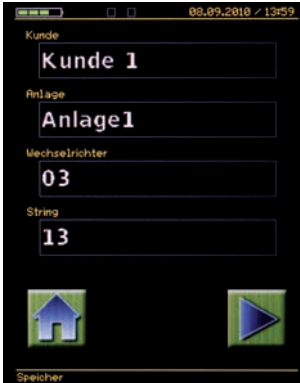 08.09.2010 / 13:59
Kunde
Kunde 1
Anlage
Anlage1
Wechselrichter
03
String
13
Speicher